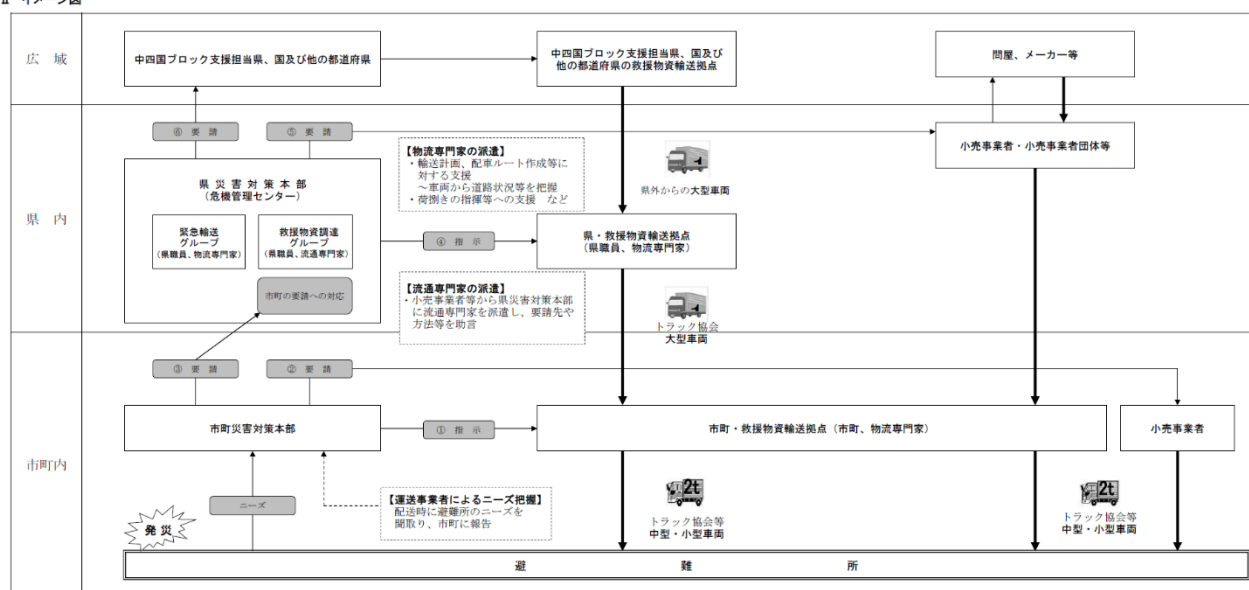 Ⅱ イメージ図
広 域
中四国ブロック支援担当県、国及び他の都道府県
中四国ブロック支援担当県、国及び
他の都道府県の救援物資輸送拠点
問屋、メーカー等
県 内
⑥ 要 請
⑤ 要 請
小売事業者・小売事業者団体等
県 災 害 対 策 本 部
(危機管理センター)
緊急輸送
グループ
(県職員、物流専門家)
救援物資調達
グループ
(県職員、流通専門家)
市町の要請への対応
【物流専門家の派遣】
・輸送計画、配車ルート作成等に
対する支援
~車両から道路状況等を把握
・荷捌きの指揮等への支援 など
県外からの大型車両
④ 指 示
県・救援物資輸送拠点
(県職員、物流専門家)
【流通専門家の派遣】
・小売事業者等から県災害対策本部
に流通専門家を派遣し、要請先や
方法等を助言
トラック協会
大型車両
市町内
③ 要 請
② 要 請
市町災害対策本部
① 指 示
市町・救援物資輸送拠点(市町、物流専門家)
小売事業者
ニーズ
【運送事業者によるニーズ把握】
配送時に避難所のニーズを
聞取り、市町に報告
2t
トラック協会等
中型・小型車両
2t
トラック協会等
中型・小型車両
発 災
避 難 所